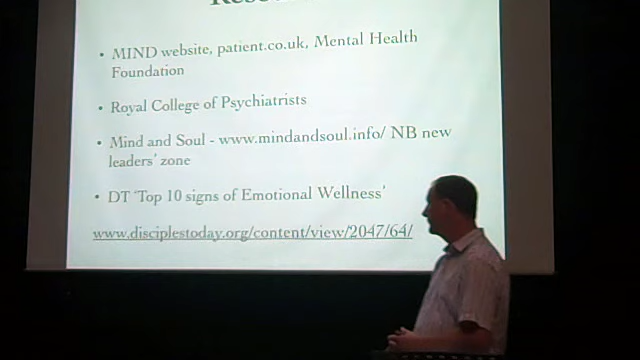 • MIND website, patient.co.uk, Mental Health
Foundation
• Royal College of Psychiatrists
• Mind and Soul - www.mindandsoul.info/ NB new
leaders' zone
• DT 'Top 10 signs of Emotional Wellness'
www.disciplestoday.org/content/view/2047/64/